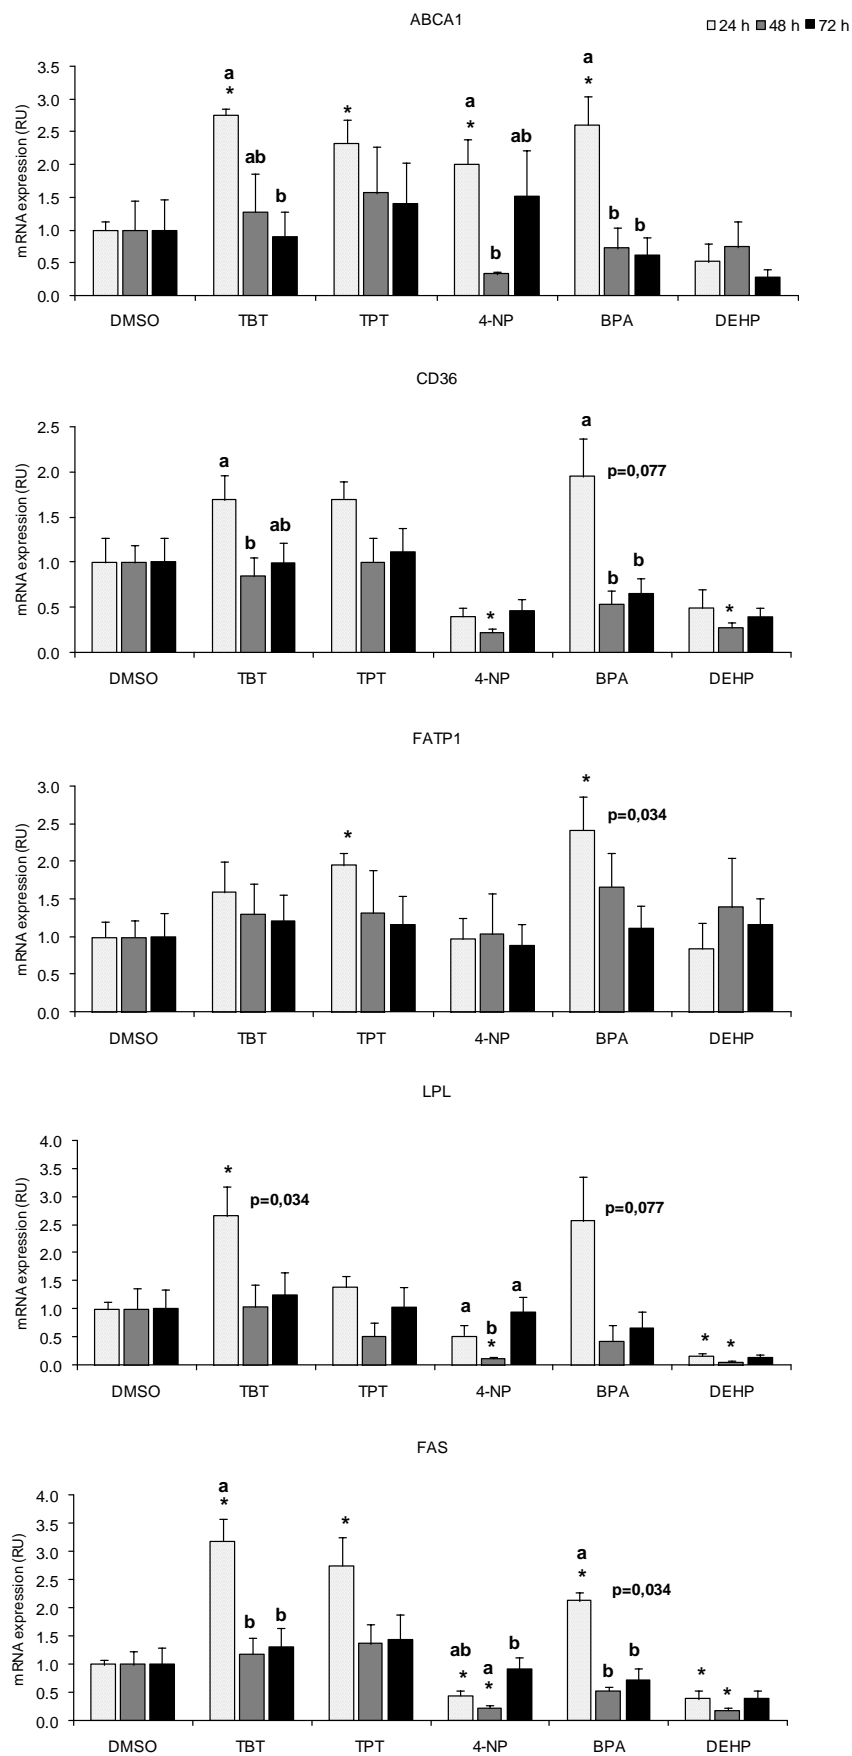 ABCA1
24 h 48 h 72 h
mRNA expression (RU)
3.5
3.0
2.5
2.0
1.5
1.0
0.5
0.0
a
*
ab
b
*
a
*
b
ab
a
*
b
b
DMSO TBT TPT 4-NP BPA DEHP
CD36
mRNA expression (RU)
2.5
2.0
1.5
1.0
0.5
0.0
a
b
ab
*
a
p=0,077
b
b
*
DMSO TBT TPT 4-NP BPA DEHP
FATP1
mRNA expression (RU)
3.0
2.5
2.0
1.5
1.0
0.5
0.0
*
*
p=0,034
DMSO TBT TPT 4-NP BPA DEHP
LPL
mRNA expression (RU)
4.0
3.5
3.0
2.5
2.0
1.5
1.0
0.5
0.0
*
p=0,034
a
b
*
a
p=0,077
*
*
DMSO TBT TPT 4-NP BPA DEHP
FAS
mRNA expression (RU)
4.0
3.5
3.0
2.5
2.0
1.5
1.0
0.5
0.0
a
*
b
b
*
ab
*
a
*
b
a
*
p=0,034
b
b
*
*
DMSO TBT TPT 4-NP BPA DEHP